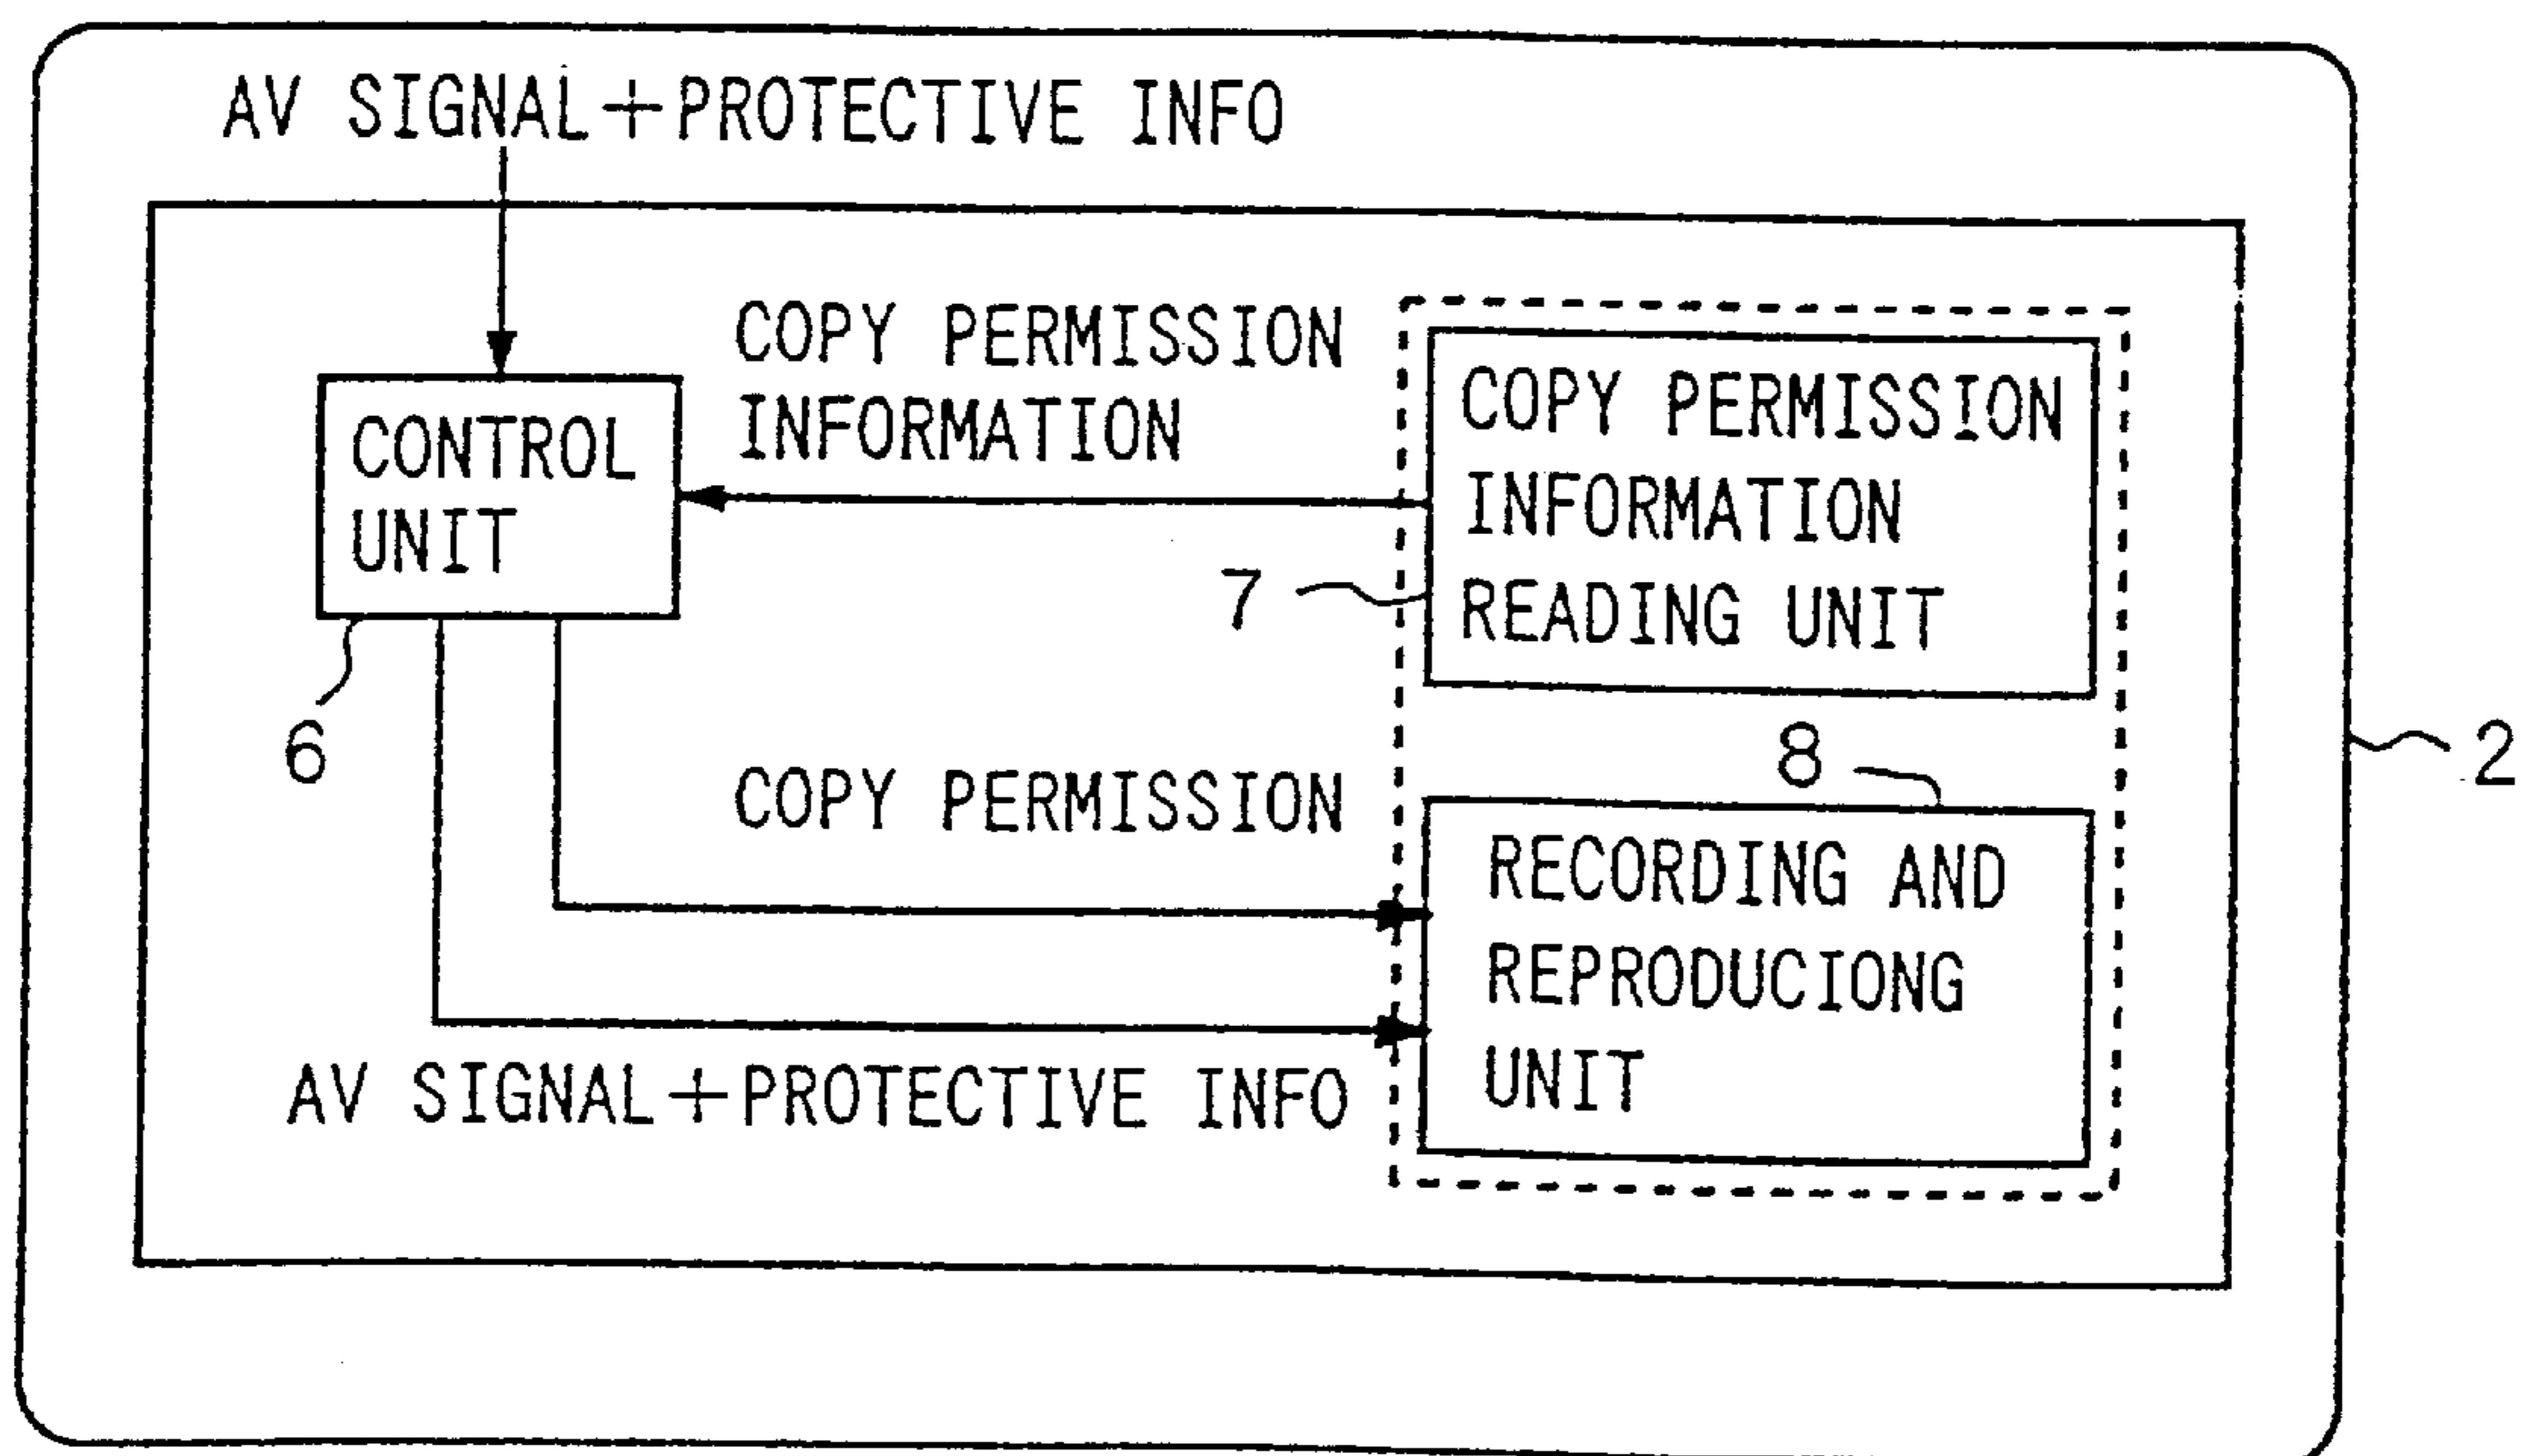 AV SIGNAL+PROTECTIVE INFO
COPY PERMISSION
INFORMATION
CONTROL
UNIT
6
COPY PERMISSION
INFORMATION
READING UNIT
7
8
2
COPY PERMISSION
RECORDING AND
REPRODUCIONG
UNIT
AV SIGNAL+PROTECTIVE INFO